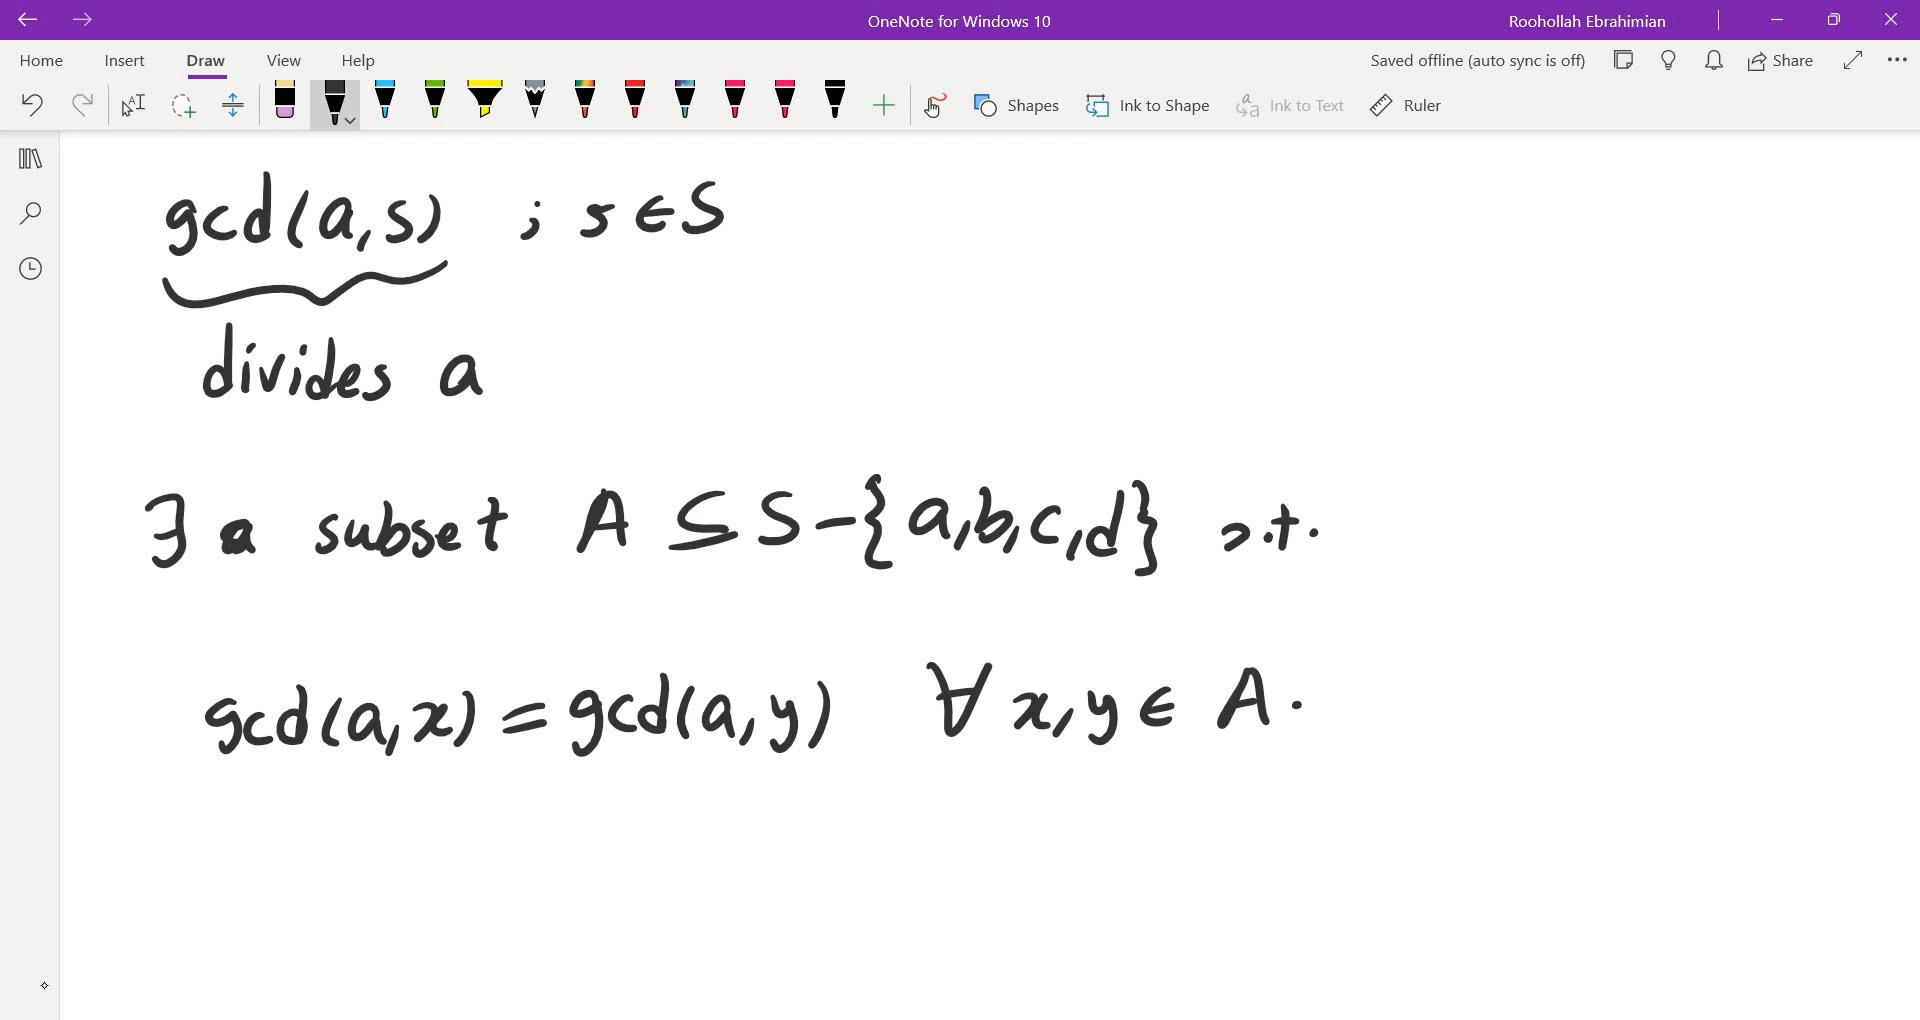 OneNote for Windows 10
Roohollah Ebrahimian
Home Insert Draw View Help
Saved offline (auto sync is off) Share
Shapes Ink to Shape Ink to Text Ruler
gcd(a,s) ; s∈S
divides a
∃ a subset A ⊆ S-{a,b,c,d} s.t.
gcd(a,x) = gcd(a,y) ∀ x,y ∈ A.